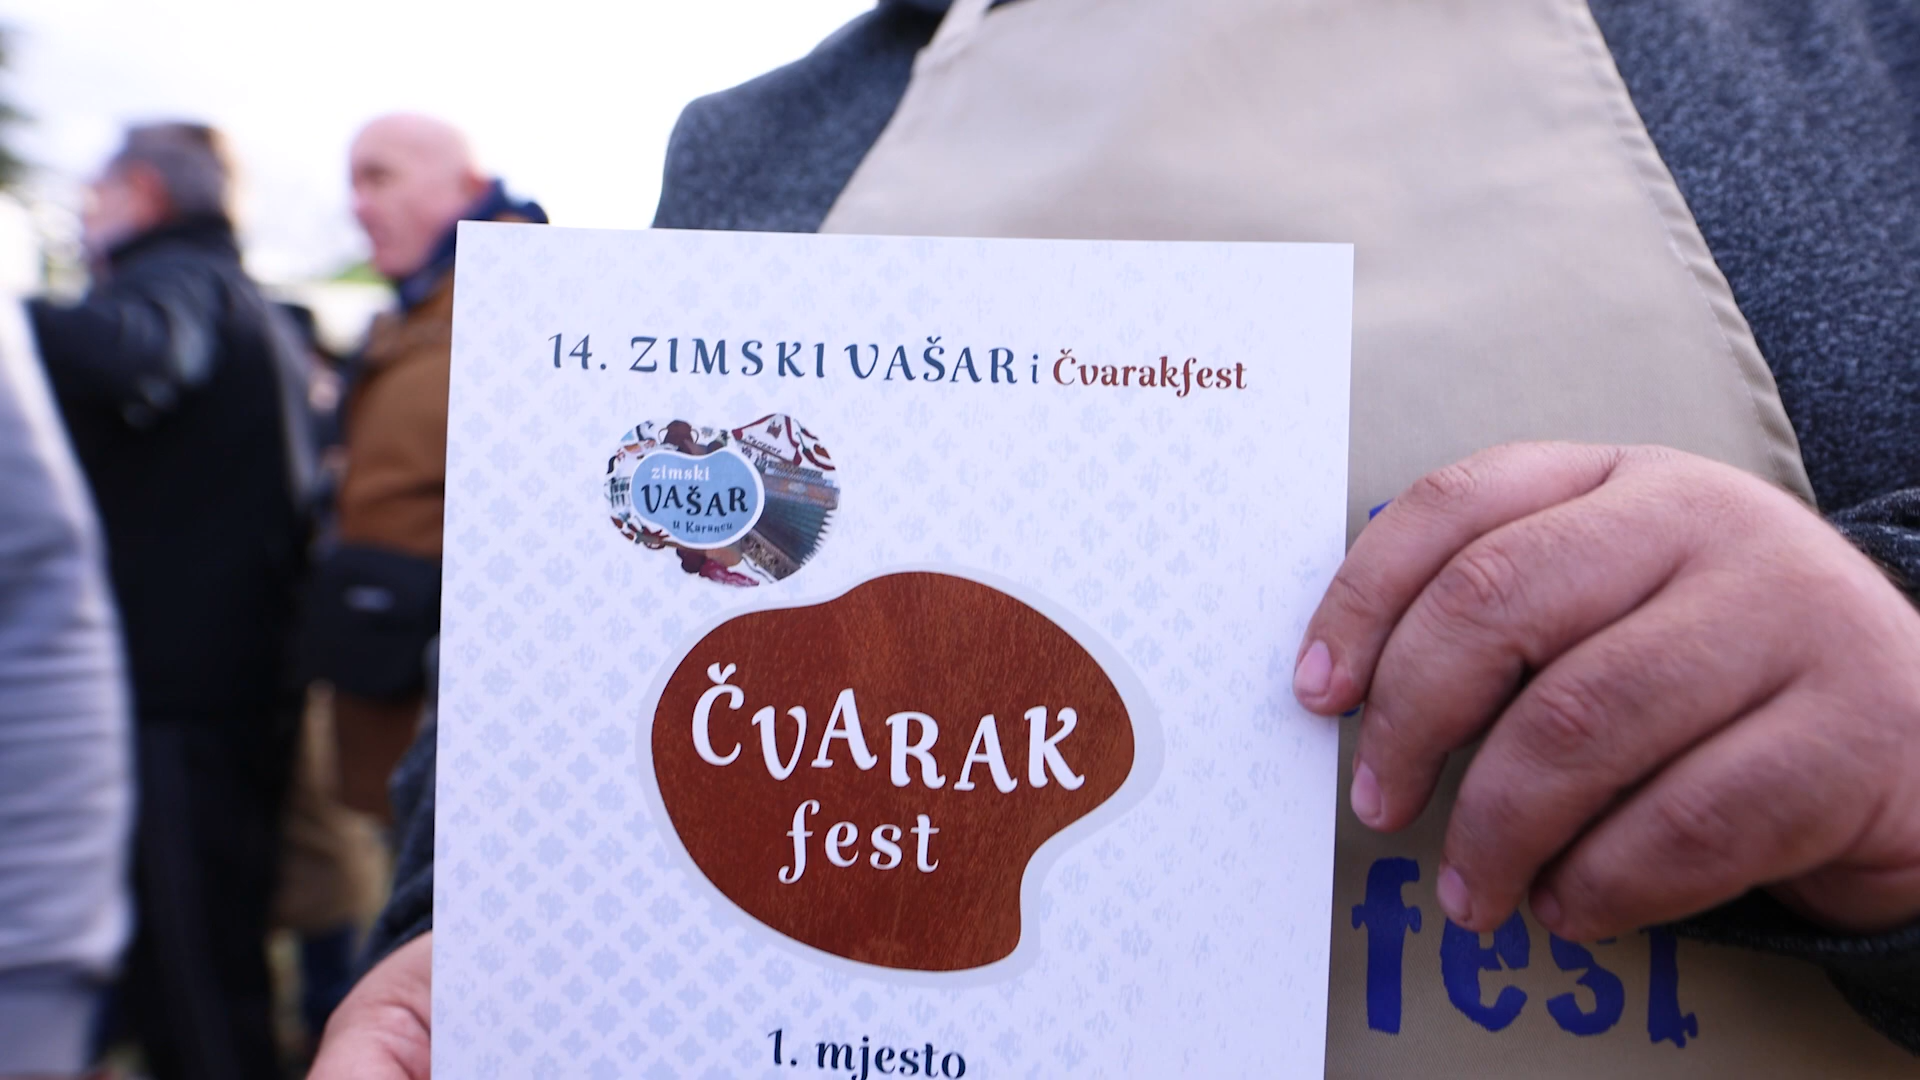 14. ZIMSKI VAŠAR i Čvarakfest
zimski
VAŠAR
u Karancu
ČVARAK
fest
1. mjesto
fest